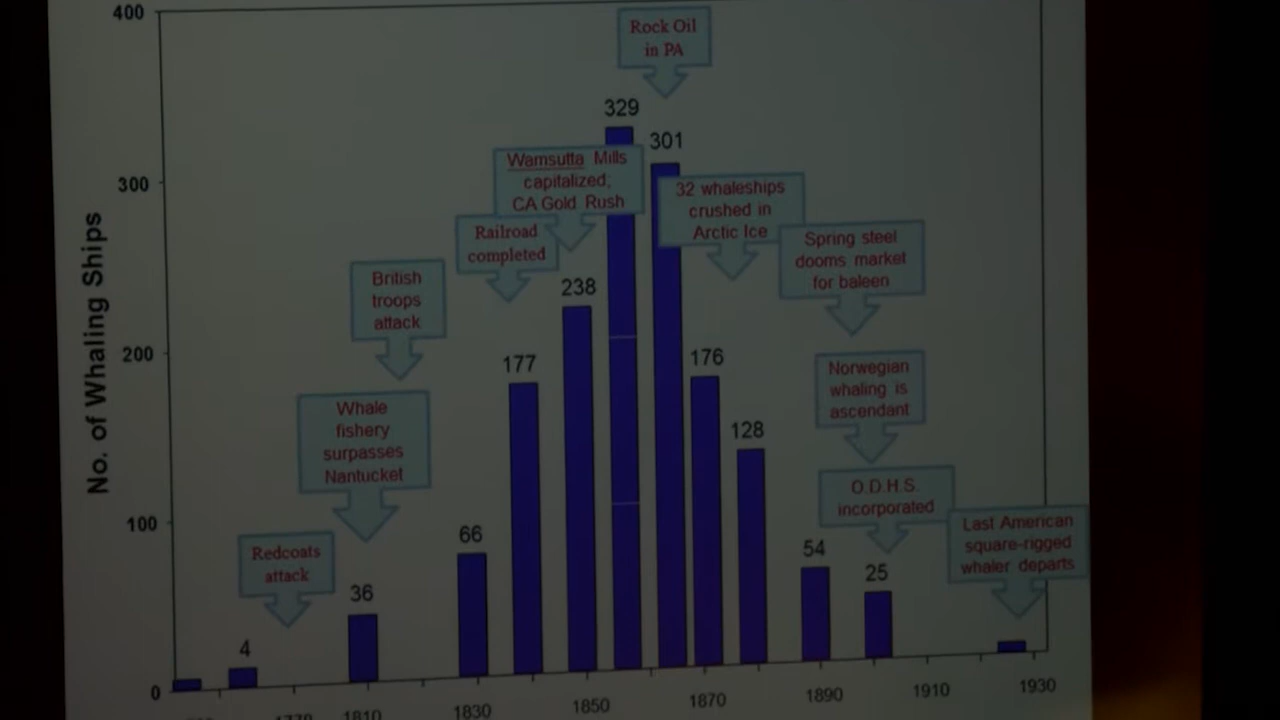 400
Rock Oil
in PA
329
301
Wamsutta Mills
capitalized;
CA Gold Rush
300
32 whaleships
crushed in
Arctic Ice
Railroad
completed
Spring steel
dooms market
for baleen
British
troops
attack
238
No. of Whaling Ships
200
177
176
Norwegian
whaling is
ascendant
Whale
fishery
surpasses
Nantucket
128
O.D.H.S.
incorporated
100
Last American
square-rigged
whaler departs
Redcoats
attack
66
54
36
25
4
0
1810
1830
1850
1870
1890
1910
1930